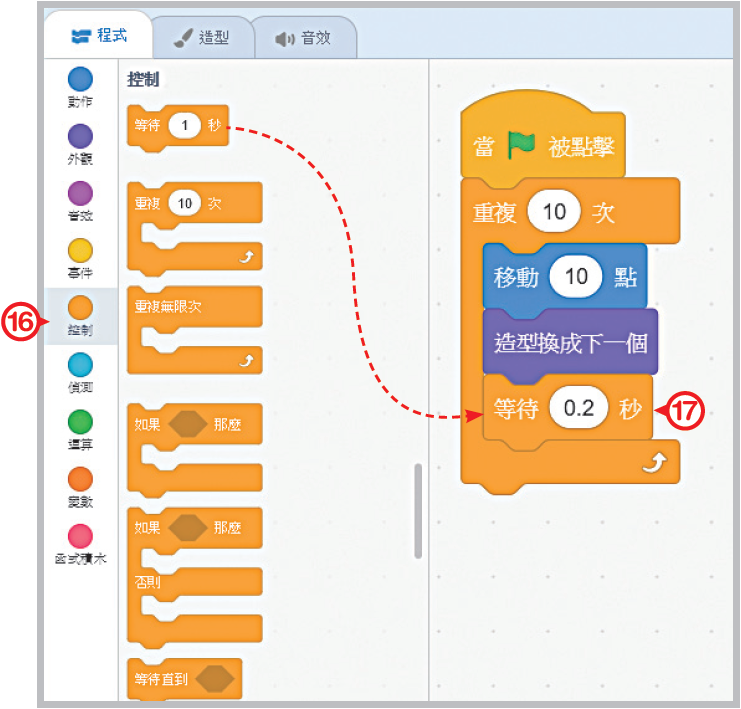 程式
造型
音效
動作
外觀
音效
事件
控制
偵測
運算
變數
函式積木
控制
等待 1 秒
重複 10 次
重複無限次
如果 那麼
如果 那麼
否則
等待直到
當 被點擊
重複 10 次
移動 10 點
造型換成下一個
等待 0.2 秒
16
17